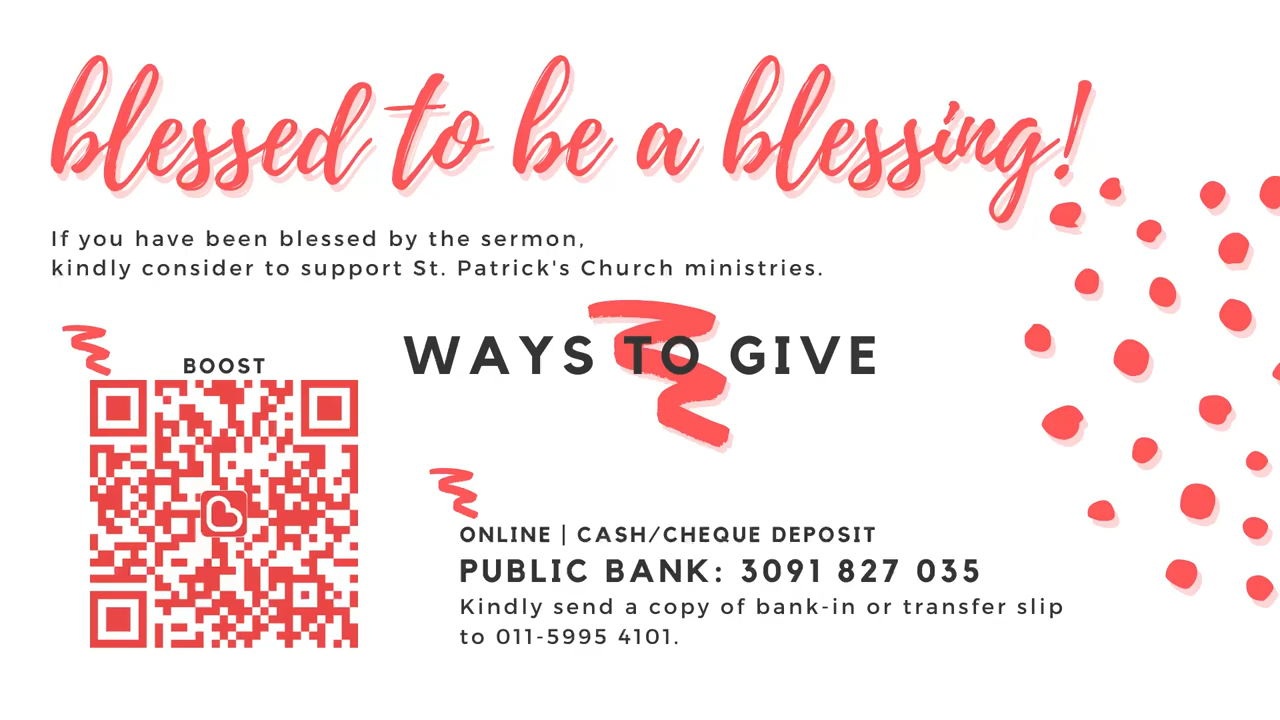 blessed to be a blessing!
If you have been blessed by the sermon,
kindly consider to support St. Patrick's Church ministries.
WAYS TO GIVE
BOOST
ONLINE | CASH/CHEQUE DEPOSIT
PUBLIC BANK: 3091 827 035
Kindly send a copy of bank-in or transfer slip
to 011-5995 4101.